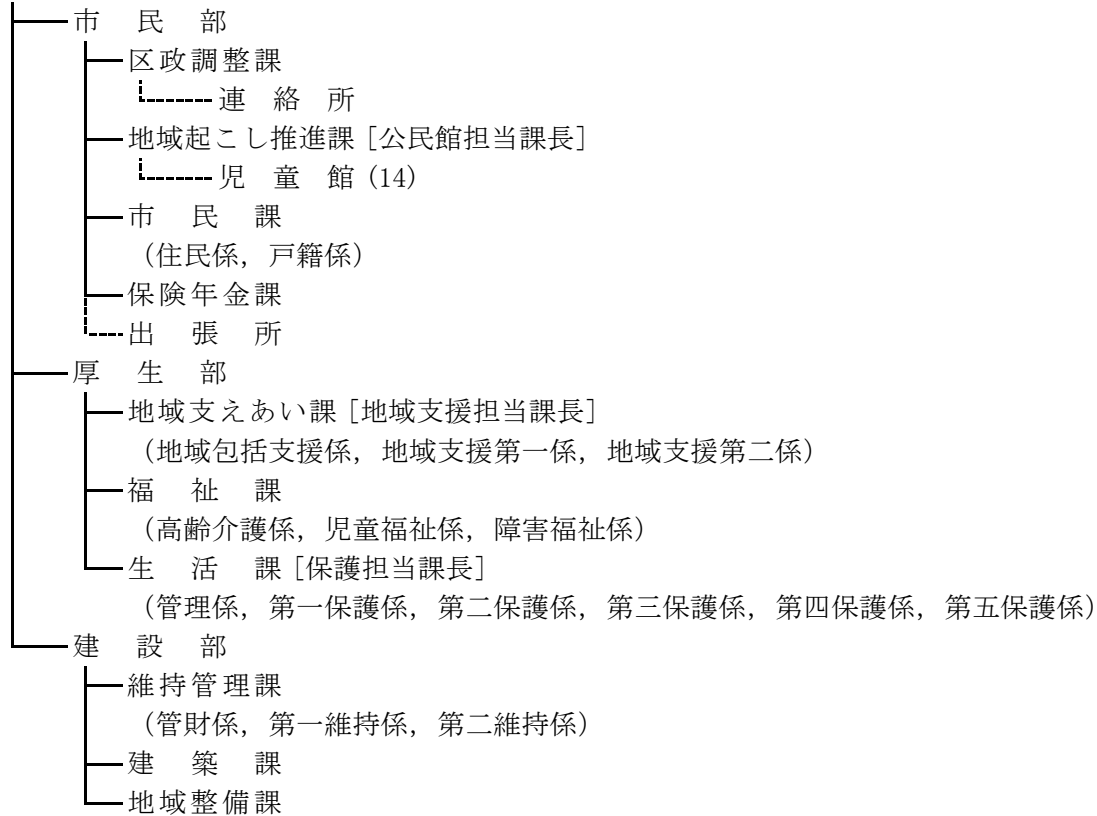 市民部
区政調整課
連絡所
地域起こし推進課［公民館担当課長］
児童館(14)
市民課
（住民係，戸籍係）
保険年金課
出張所
厚生部
地域支えあい課［地域支援担当課長］
（地域包括支援係，地域支援第一係，地域支援第二係）
福祉課
（高齢介護係，児童福祉係，障害福祉係）
生活課［保護担当課長］
（管理係，第一保護係，第二保護係，第三保護係，第四保護係，第五保護係）
建設部
維持管理課
（管財係，第一維持係，第二維持係）
建築課
地域整備課